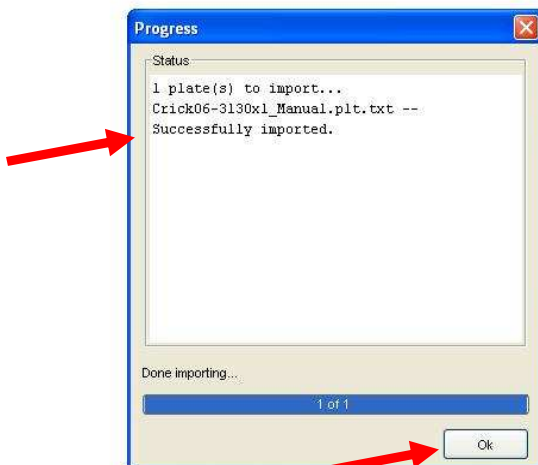 Progress
Status
1 plate(s) to import...
Crick06-3130xl_Manual.plt.txt --
Successfully imported.
Done importing...
1 of 1
Ok